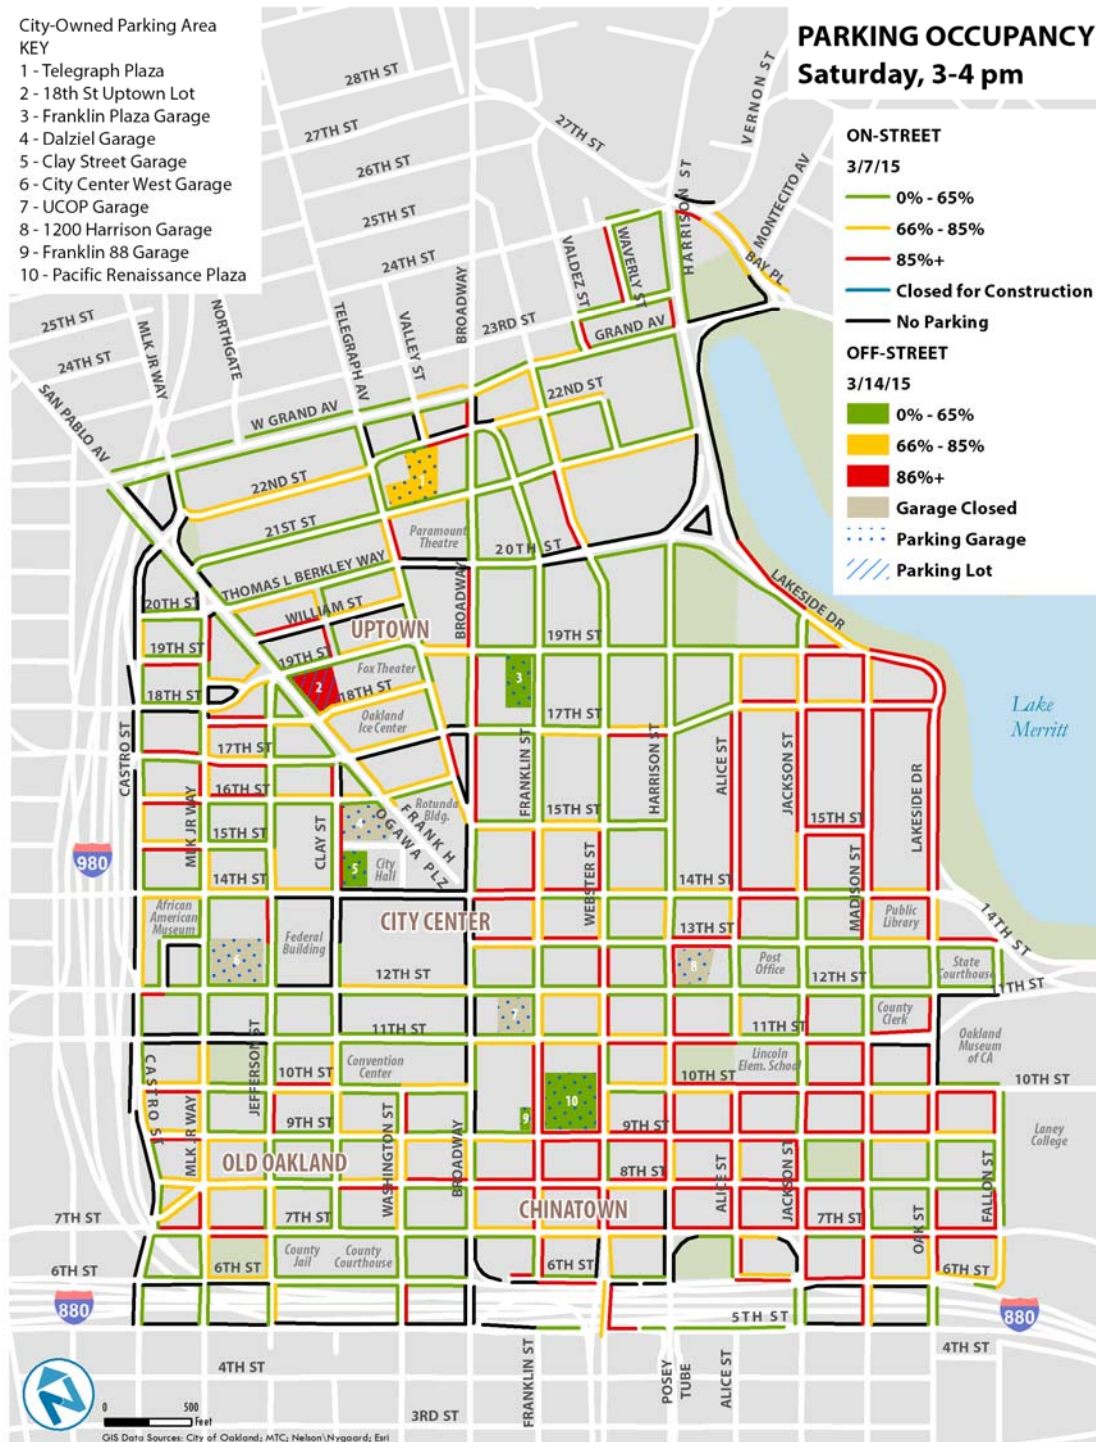 City-Owned Parking Area
KEY
1 - Telegraph Plaza
2 - 18th St Uptown Lot
3 - Franklin Plaza Garage
4 - Dalziel Garage
5 - Clay Street Garage
6 - City Center West Garage
7 - UCOP Garage
8 - 1200 Harrison Garage
9 - Franklin 88 Garage
10 - Pacific Renaissance Plaza
PARKING OCCUPANCY
Saturday, 3-4 pm
ON-STREET
3/7/15
0% - 65%
66% - 85%
85%+
Closed for Construction
No Parking
OFF-STREET
3/14/15
0% - 65%
66% - 85%
86%+
Garage Closed
Parking Garage
Parking Lot
28TH ST
27TH ST
27TH ST
26TH ST
25TH ST
24TH ST
23RD ST
VERNON ST
MONTECITO AV
HARRISON ST
BAY PL
WAVERLY ST
VALDEZ ST
GRAND AV
BROADWAY
VALLEY ST
TELEGRAPH AV
NORTHGATE
MLK JR WAY
25TH ST
24TH ST
SAN PABLO AV
W GRAND AV
22ND ST
22ND ST
21ST ST
1
Paramount
Theatre
20TH ST
THOMAS L BERKLEY WAY
WILLIAM ST
UPTOWN
BROADWAY
LAKESIDE DR
20TH ST
19TH ST
19TH ST
19TH ST
18TH ST
18TH ST
2
3
Fox Theater
Oakland
Ice Center
17TH ST
17TH ST
Lake
Merritt
CASTRO ST
FRANKLIN ST
HARRISON ST
ALICE ST
JACKSON ST
LAKESIDE DR
16TH ST
MLK JR WAY
15TH ST
15TH ST
15TH ST
Rotunda
Bldg.
FRANK H
OGAWA PLZ
CLAY ST
4
5
City
Hall
980
14TH ST
14TH ST
14TH ST
WEBSTER ST
MADISON ST
African
American
Museum
CITY CENTER
13TH ST
Public
Library
Federal
Building
6
12TH ST
12TH ST
8
Post
Office
State
Courthouse
11TH ST
11TH ST
11TH ST
7
County
Clerk
Oakland
Museum
of CA
JEFFERSON ST
CASTRO ST
Convention
Center
Lincoln
Elem. School
10TH ST
10TH ST
10TH ST
MLK JR WAY
9TH ST
9TH ST
9
10
WASHINGTON ST
BROADWAY
Laney
College
OLD OAKLAND
8TH ST
ALICE ST
JACKSON ST
OAK ST
FALLON ST
CHINATOWN
7TH ST
7TH ST
7TH ST
County
Jail
County
Courthouse
6TH ST
6TH ST
6TH ST
6TH ST
880
880
5TH ST
4TH ST
4TH ST
3RD ST
FRANKLIN ST
POSEY
TUBE
ALICE ST
0
500
Feet
GIS Data Sources: City of Oakland; MTC; Nelson\Nygaard; Esri